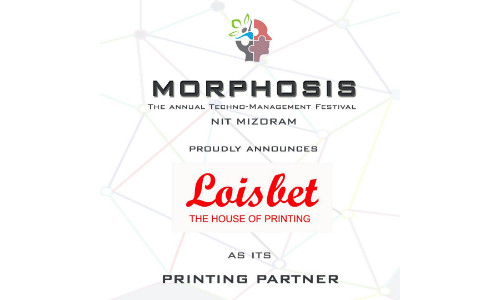 MORPHOSIS
The annual Techno-Management Festival
NIT MIZORAM
PROUDLY ANNOUNCES
Loisbet
THE HOUSE OF PRINTING
AS ITS
PRINTING PARTNER